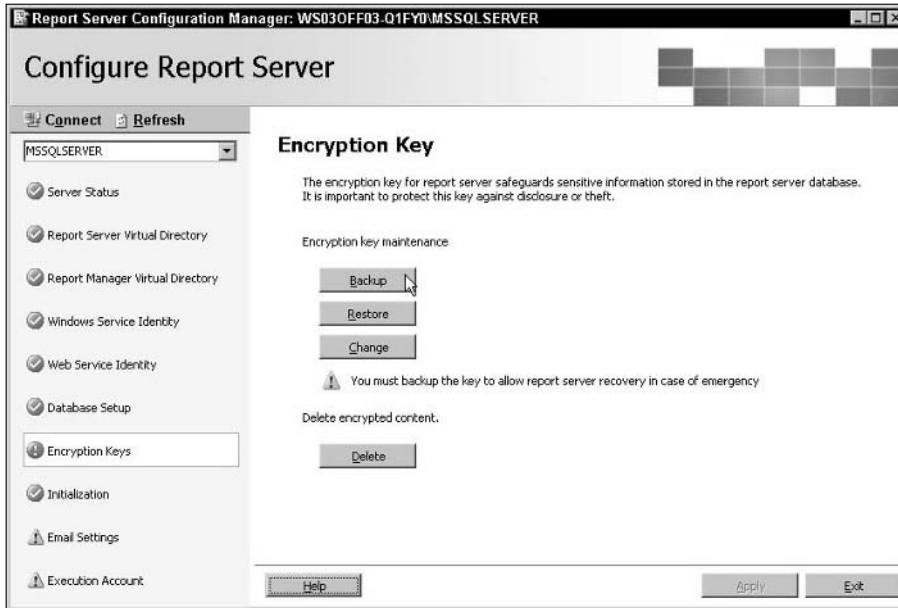 Report Server Configuration Manager: WS03OFF03-Q1FY0\MSSQLSERVER
Configure Report Server
Connect Refresh
MSSQLSERVER
Server Status
Report Server Virtual Directory
Report Manager Virtual Directory
Windows Service Identity
Web Service Identity
Database Setup
Encryption Keys
Initialization
Email Settings
Execution Account
Encryption Key
The encryption key for report server safeguards sensitive information stored in the report server database.
It is important to protect this key against disclosure or theft.
Encryption key maintenance
Backup
Restore
Change
You must backup the key to allow report server recovery in case of emergency
Delete encrypted content.
Delete
Help
Apply
Exit